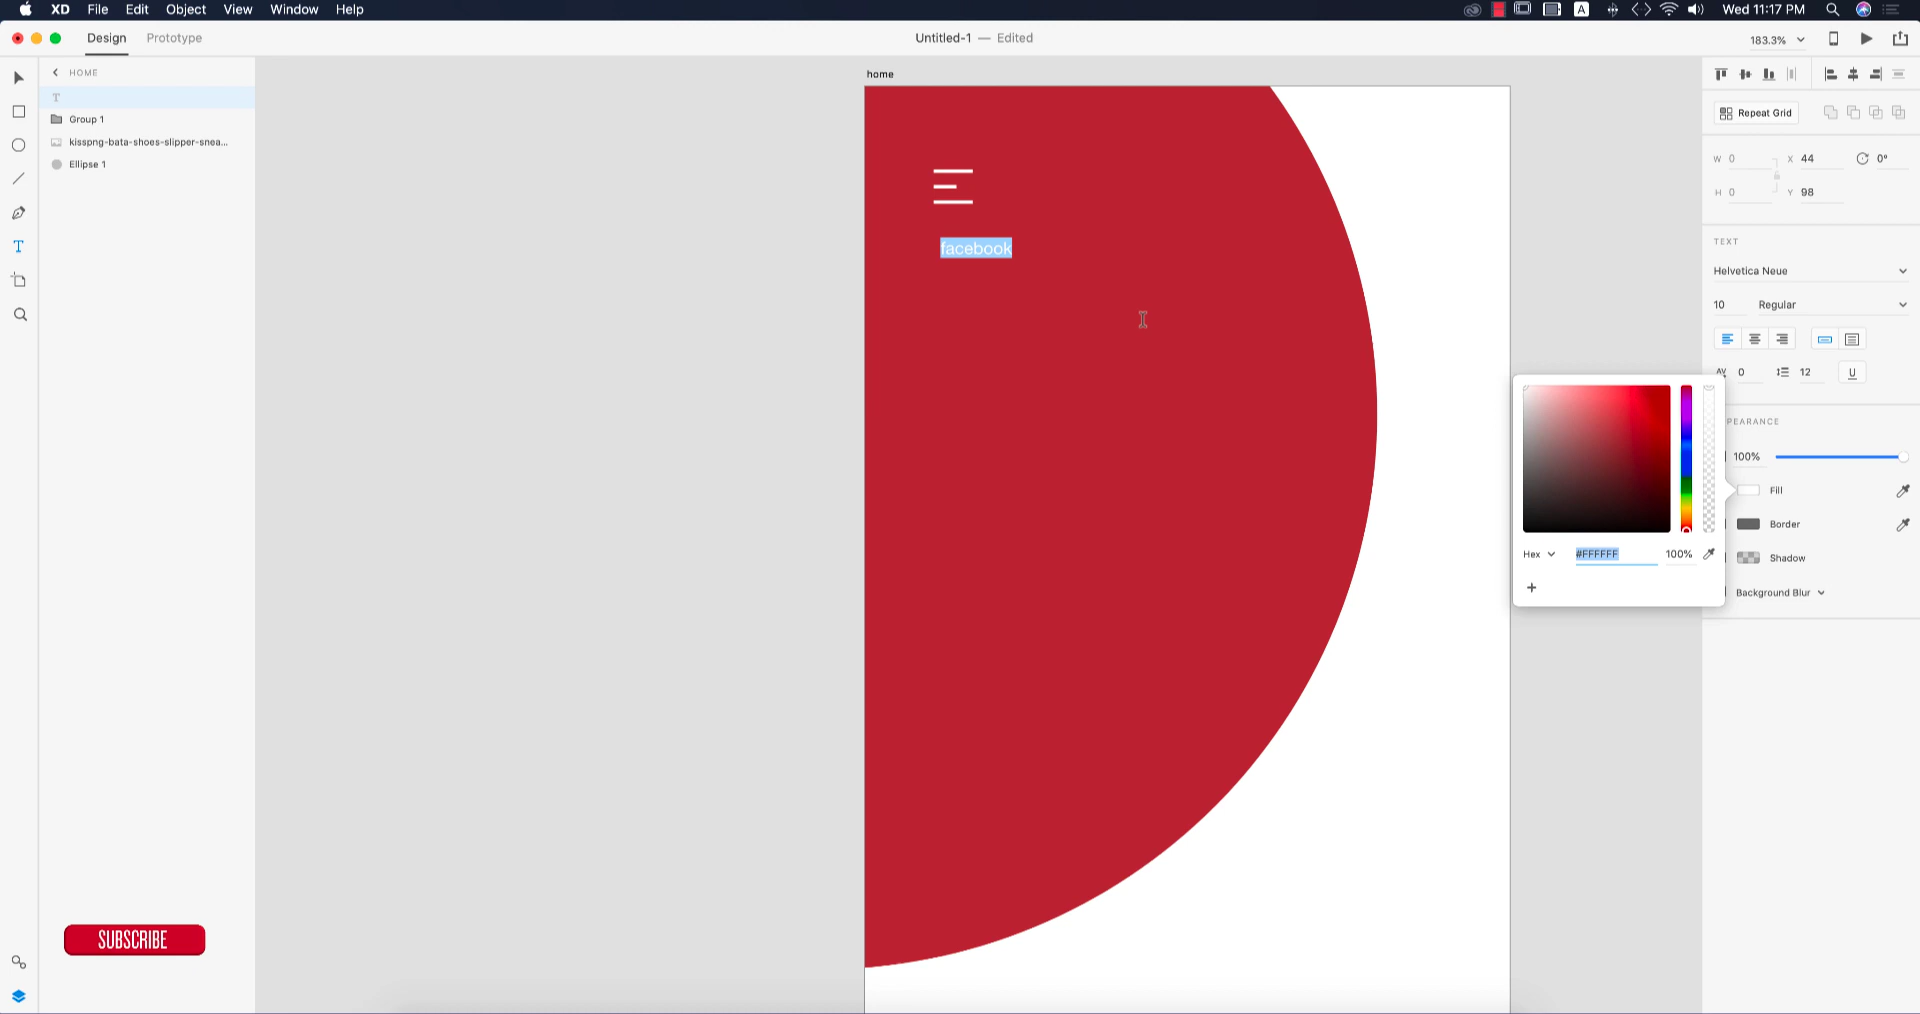 XD File Edit Object View Window Help
A
Wed 11:17 PM
Design Prototype
Untitled-1 — Edited
183.3%
HOME
T
Group 1
kisspng-bata-shoes-slipper-snea...
Ellipse 1
home
facebook
Repeat Grid
W 0 X 44 0°
H 0 Y 98
TEXT
Helvetica Neue
10 Regular
AV 0 12 U
PEARANCE
100%
Fill
Border
Shadow
Background Blur
Hex #FFFFFF 100%
+
T
SUBSCRIBE